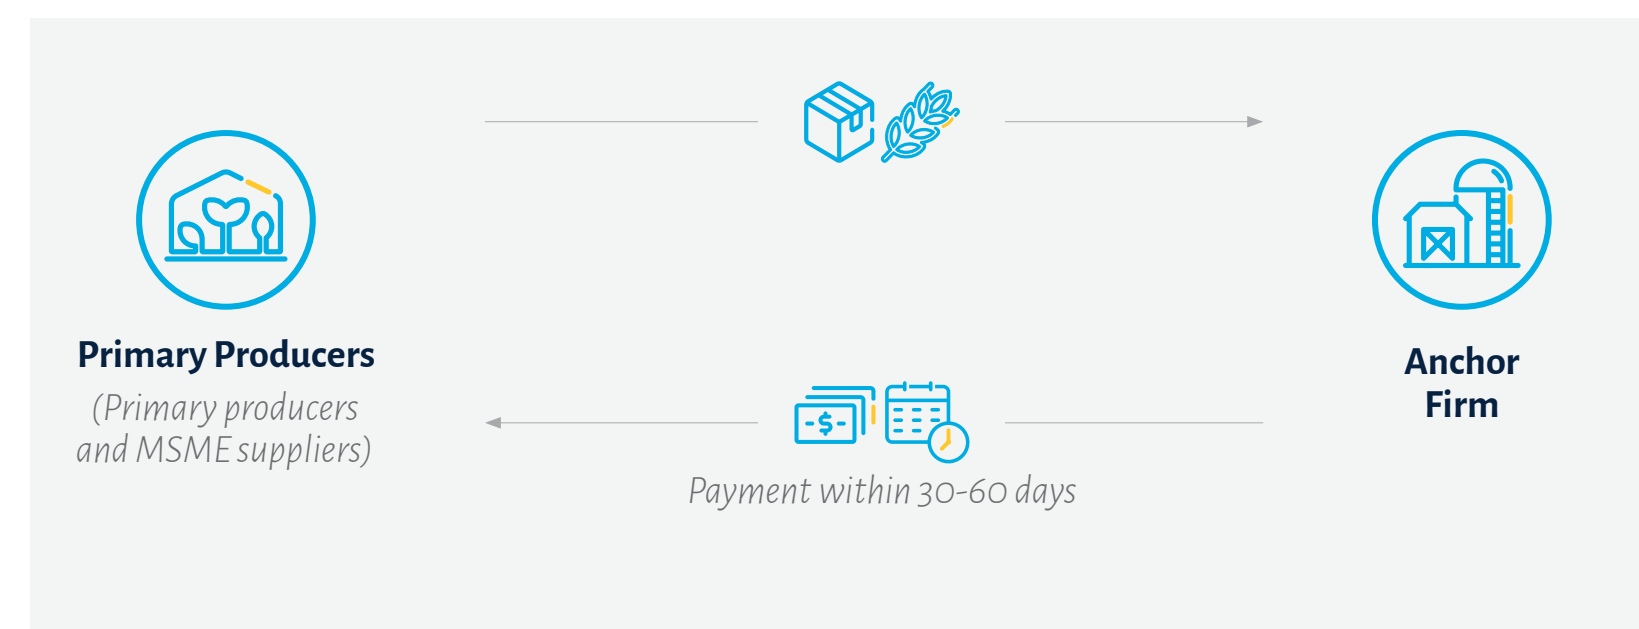 Primary Producers
(Primary producers
and MSME suppliers)
Anchor
Firm
$
Payment within 30-60 days